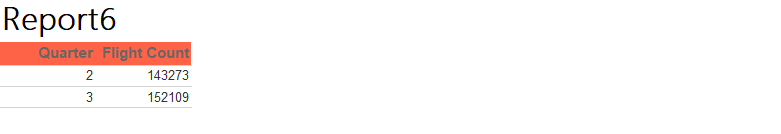 Report6
Quarter Flight Count
2 143273
3 152109